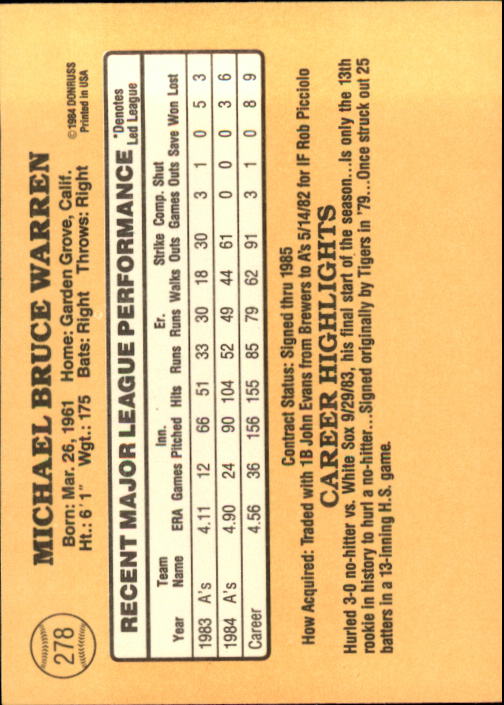 278
MICHAEL BRUCE WARREN
Born: Mar. 26, 1961 Home: Garden Grove, Calif.
Ht.: 6' 1" Wgt.: 175 Bats: Right Throws: Right
© 1984 DONRUSS
Printed in USA
RECENT MAJOR LEAGUE PERFORMANCE *Denotes Led League
Year Team Name ERA Games Inn. Pitched Hits Runs Er. Runs Walks Strike Outs Comp. Games Shut Outs Save Won Lost
1983 A's 4.11 12 66 51 33 30 18 30 3 1 0 5 3
1984 A's 4.90 24 90 104 52 49 44 61 0 0 0 3 6
Career 4.56 36 156 155 85 79 62 91 3 1 0 8 9
Contract Status: Signed thru 1985
How Acquired: Traded with 1B John Evans from Brewers to A's 5/14/82 for IF Rob Picciolo
CAREER HIGHLIGHTS
Hurled 3-0 no-hitter vs. White Sox 9/29/83, his final start of the season...Is only the 13th
rookie in history to hurl a no-hitter...Signed originally by Tigers in '79...Once struck out 25
batters in a 13-inning H.S. game.